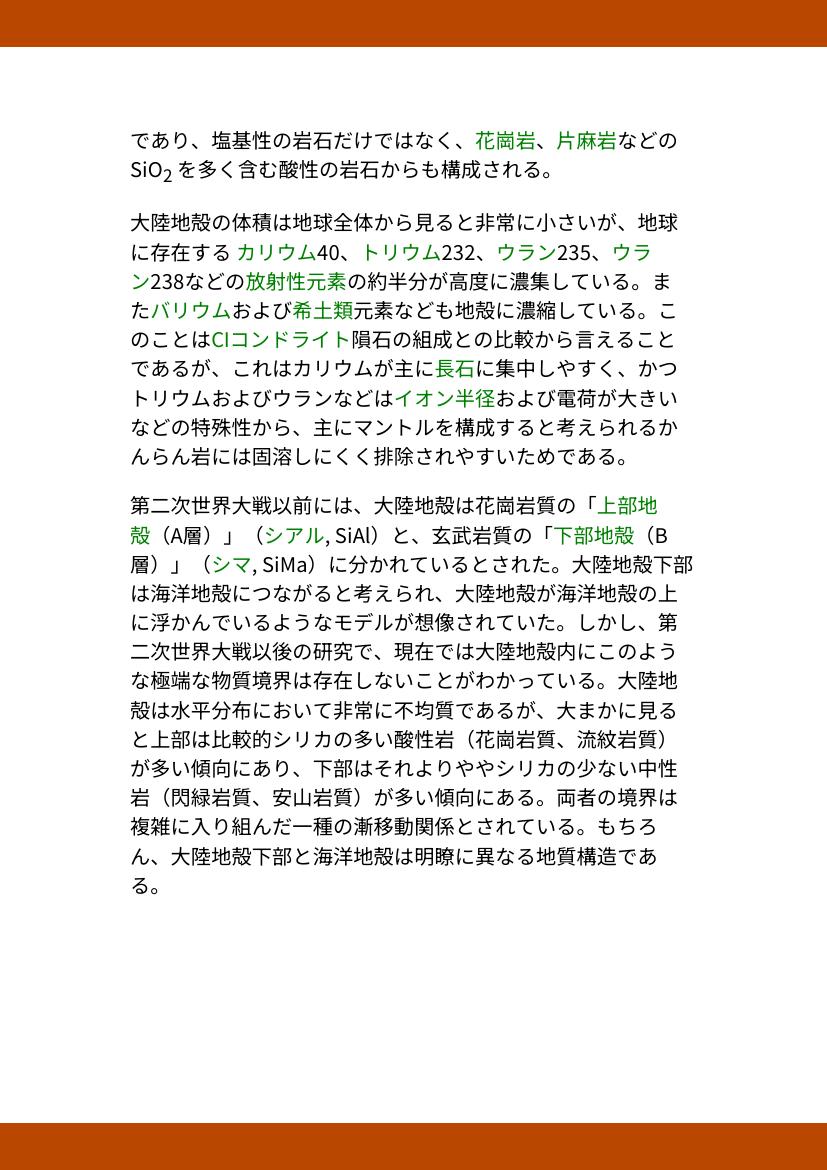 であり、塩基性の岩石だけではなく、花崗岩、片麻岩などの
SiO2 を多く含む酸性の岩石からも構成される。
大陸地殻の体積は地球全体から見ると非常に小さいが、地球
に存在する カリウム40、トリウム232、ウラン235、ウラ
ン238などの放射性元素の約半分が高度に濃集している。ま
たバリウムおよび希土類元素なども地殻に濃縮している。こ
のことはCIコンドライト隕石の組成との比較から言えること
であるが、これはカリウムが主に長石に集中しやすく、かつ
トリウムおよびウランなどはイオン半径および電荷が大きい
などの特殊性から、主にマントルを構成すると考えられるか
んらん岩には固溶しにくく排除されやすいためである。
第二次世界大戦以前には、大陸地殻は花崗岩質の「上部地
殻（A層）」（シアル, SiAl）と、玄武岩質の「下部地殻（B
層）」（シマ, SiMa）に分かれているとされた。大陸地殻下部
は海洋地殻につながると考えられ、大陸地殻が海洋地殻の上
に浮かんでいるようなモデルが想像されていた。しかし、第
二次世界大戦以後の研究で、現在では大陸地殻内にこのよう
な極端な物質境界は存在しないことがわかっている。大陸地
殻は水平分布において非常に不均質であるが、大まかに見る
と上部は比較的シリカの多い酸性岩（花崗岩質、流紋岩質）
が多い傾向にあり、下部はそれよりややシリカの少ない中性
岩（閃緑岩質、安山岩質）が多い傾向にある。両者の境界は
複雑に入り組んだ一種の漸移動関係とされている。もちろ
ん、大陸地殻下部と海洋地殻は明瞭に異なる地質構造であ
る。